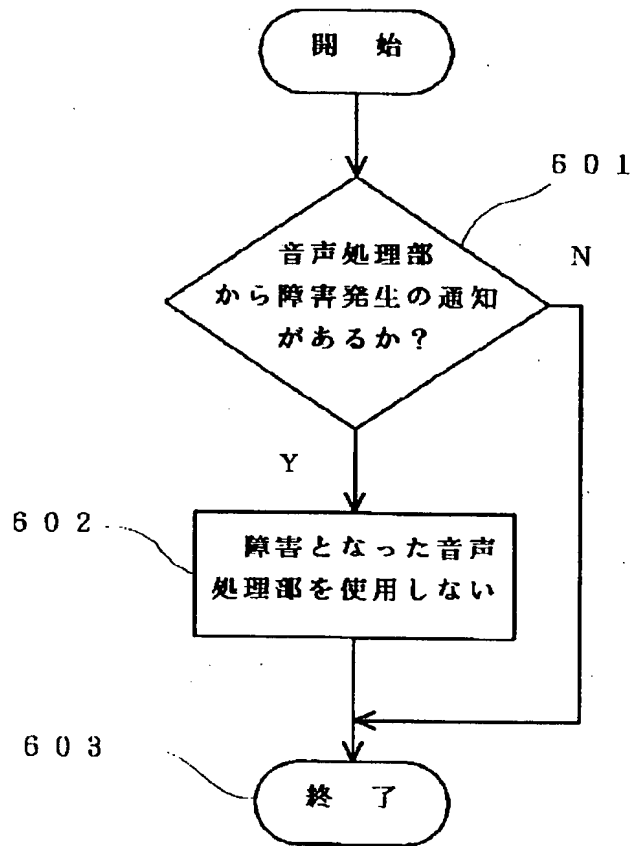 開 始
601
音声処理部
から障害発生の通知
があるか?
N
Y
602
障害となった音声
処理部を使用しない
603
終 了